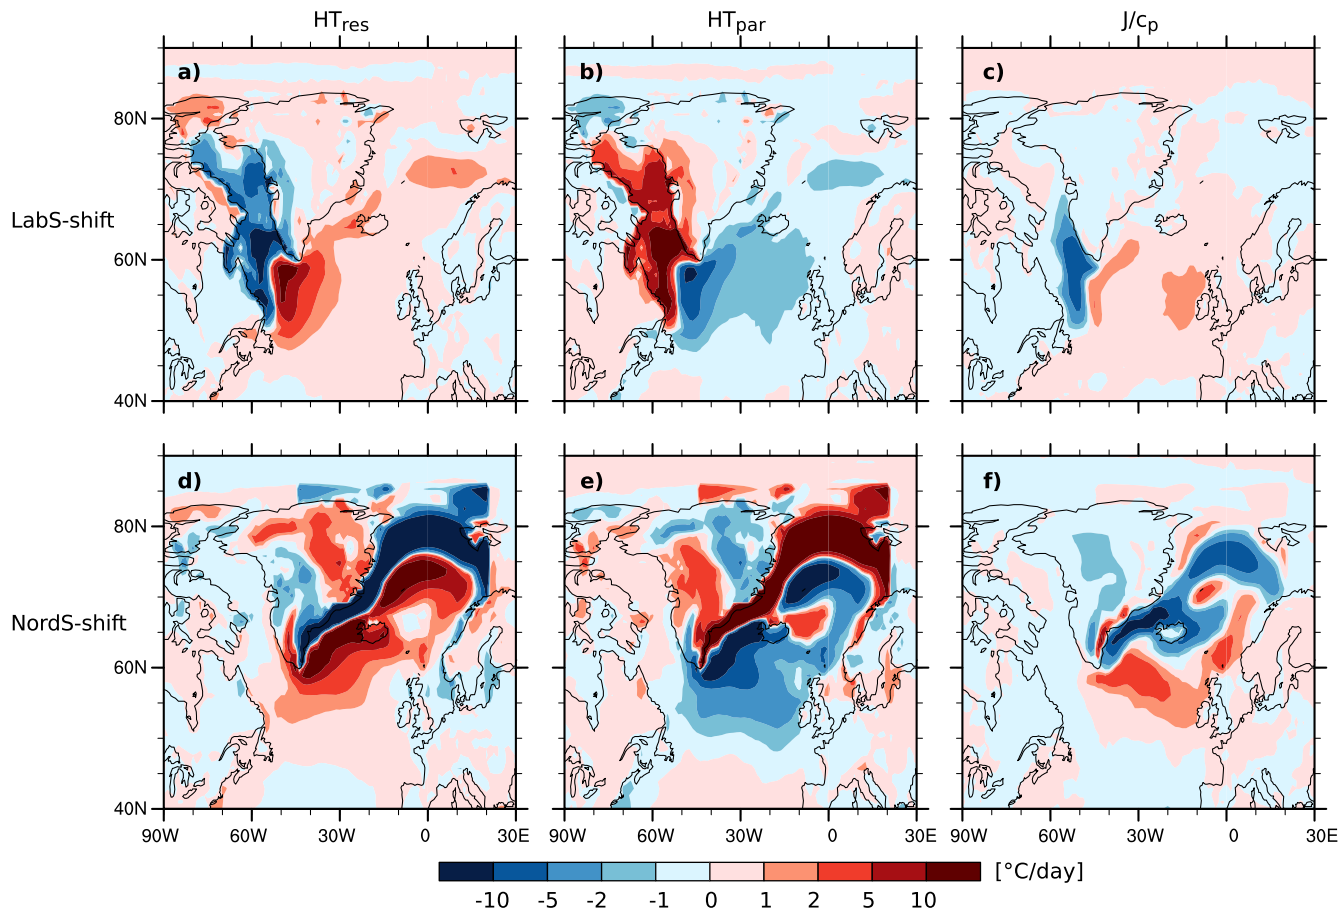 HTres HTpar J/cp
a) b) c)
80N
LabS-shift
60N
40N
d) e) f)
80N
NordS-shift
60N
40N
90W 60W 30W 0 30E 90W 60W 30W 0 30E 90W 60W 30W 0 30E
[°C/day]
-10 -5 -2 -1 0 1 2 5 10